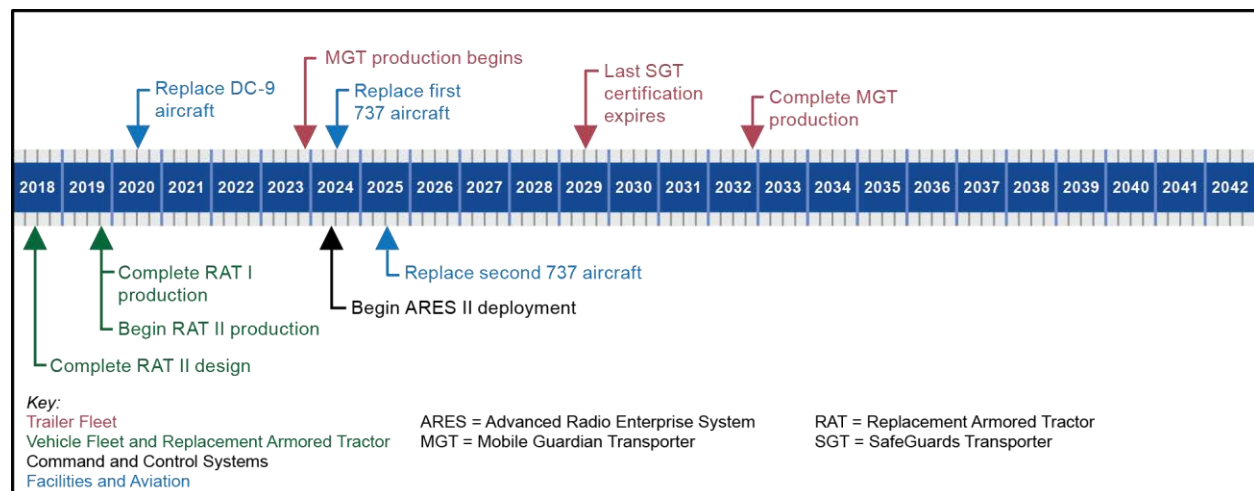 MGT production begins
Replace DC-9
aircraft
Replace first
737 aircraft
Last SGT
certification
expires
Complete MGT
production
2018 2019 2020 2021 2022 2023 2024 2025 2026 2027 2028 2029 2030 2031 2032 2033 2034 2035 2036 2037 2038 2039 2040 2041 2042
Complete RAT I
production
Replace second 737 aircraft
Begin ARES II deployment
Begin RAT II production
Complete RAT II design
Key:
Trailer Fleet
Vehicle Fleet and Replacement Armored Tractor
Command and Control Systems
Facilities and Aviation
ARES = Advanced Radio Enterprise System
MGT = Mobile Guardian Transporter
RAT = Replacement Armored Tractor
SGT = SafeGuards Transporter